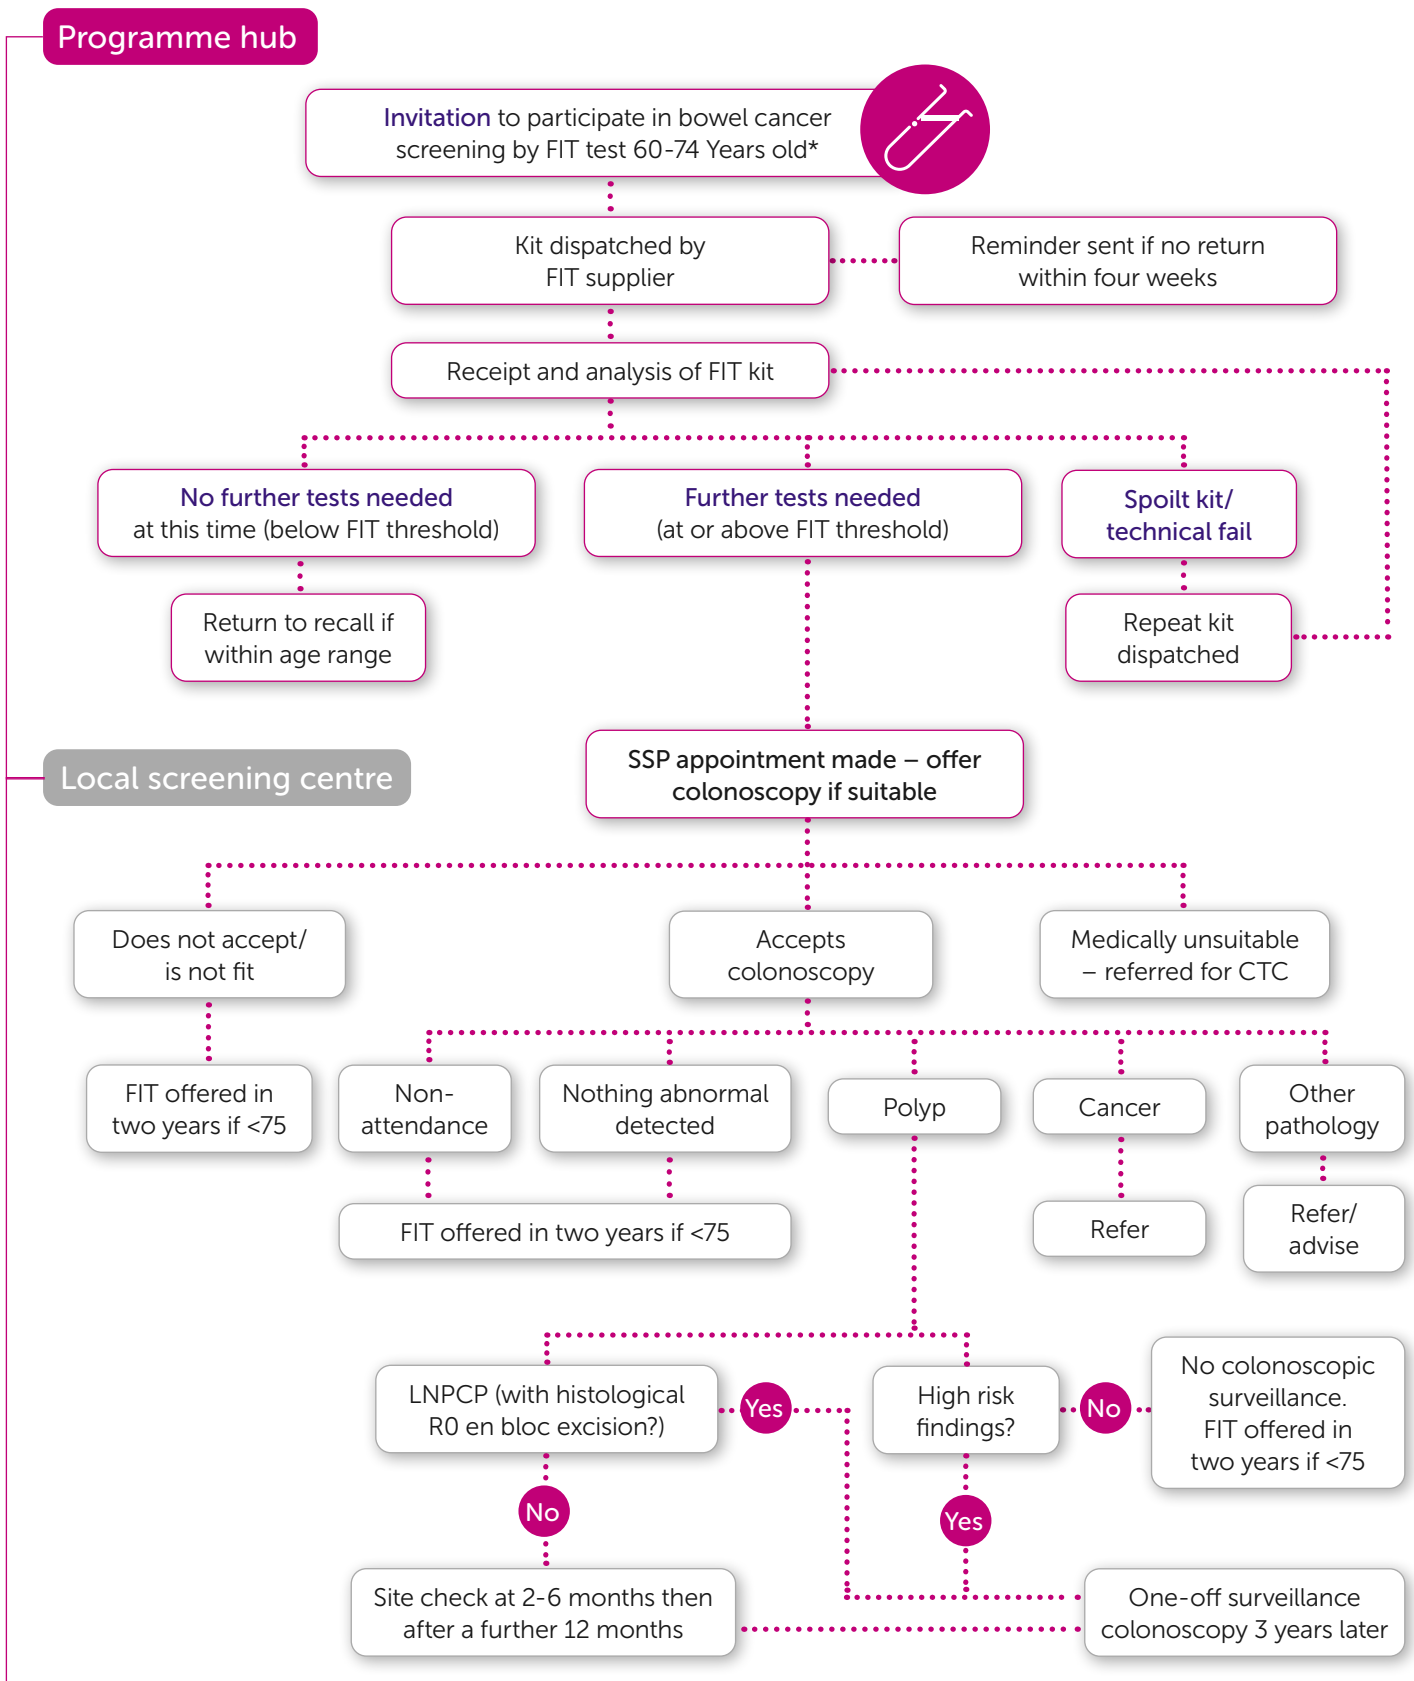 Programme hub
Invitation to participate in bowel cancer
screening by FIT test 60-74 Years old*
Kit dispatched by
FIT supplier
Reminder sent if no return
within four weeks
Receipt and analysis of FIT kit
No further tests needed
at this time (below FIT threshold)
Further tests needed
(at or above FIT threshold)
Spoilt kit/
technical fail
Return to recall if
within age range
Repeat kit
dispatched
SSP appointment made – offer
colonoscopy if suitable
Local screening centre
Does not accept/
is not fit
Accepts
colonoscopy
Medically unsuitable
– referred for CTC
FIT offered in
two years if <75
Non-
attendance
Nothing abnormal
detected
Polyp
Cancer
Other
pathology
FIT offered in two years if <75
Refer
Refer/
advise
LNPCP (with histological
R0 en bloc excision?)
Yes
High risk
findings?
No
No colonoscopic
surveillance.
FIT offered in
two years if <75
No
Yes
Site check at 2-6 months then
after a further 12 months
One-off surveillance
colonoscopy 3 years later